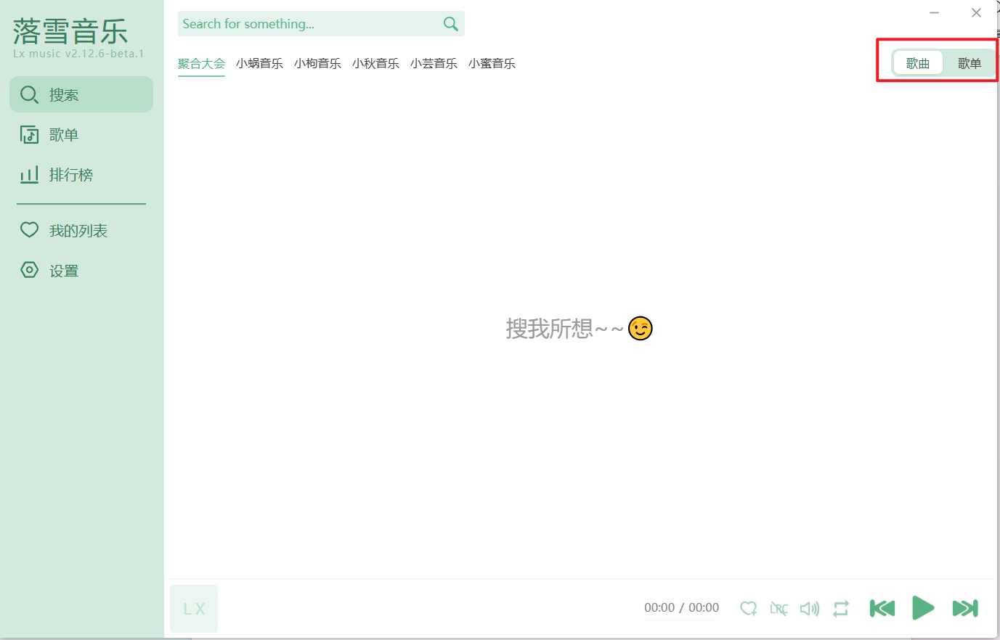 落雪音乐
Lx music v2.12.6-beta.1
搜索
歌单
排行榜
我的列表
设置
Search for something...
聚合大会 小蜗音乐 小枸音乐 小秋音乐 小芸音乐 小蜜音乐
歌曲 歌单
搜我所想~~😉
LX
00:00 / 00:00
LRC